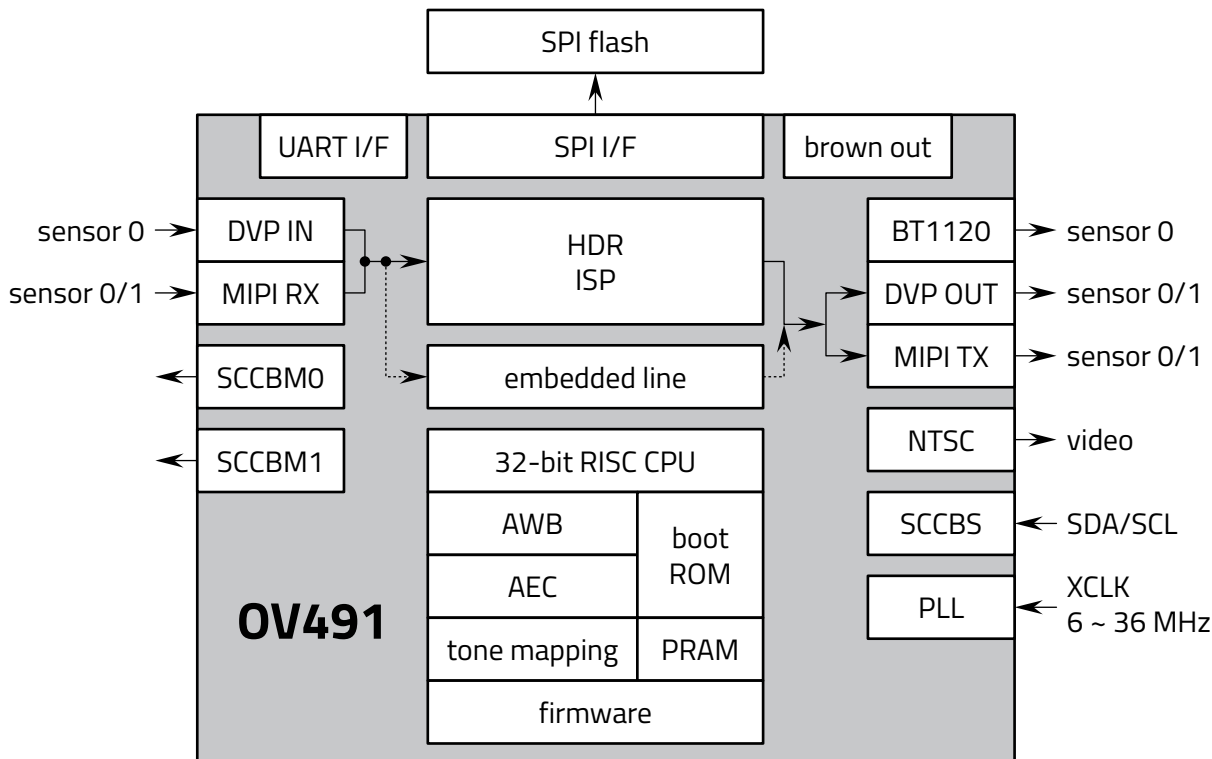 SPI flash
UART I/F
SPI I/F
brown out
sensor 0
DVP IN
HDR
ISP
BT1120
sensor 0
sensor 0/1
MIPI RX
DVP OUT
sensor 0/1
MIPI TX
sensor 0/1
SCCBM0
embedded line
NTSC
video
SCCBM1
32-bit RISC CPU
AWB
boot
ROM
SCCBS
SDA/SCL
AEC
PLL
XCLK
6 ~ 36 MHz
OV491
tone mapping
PRAM
firmware